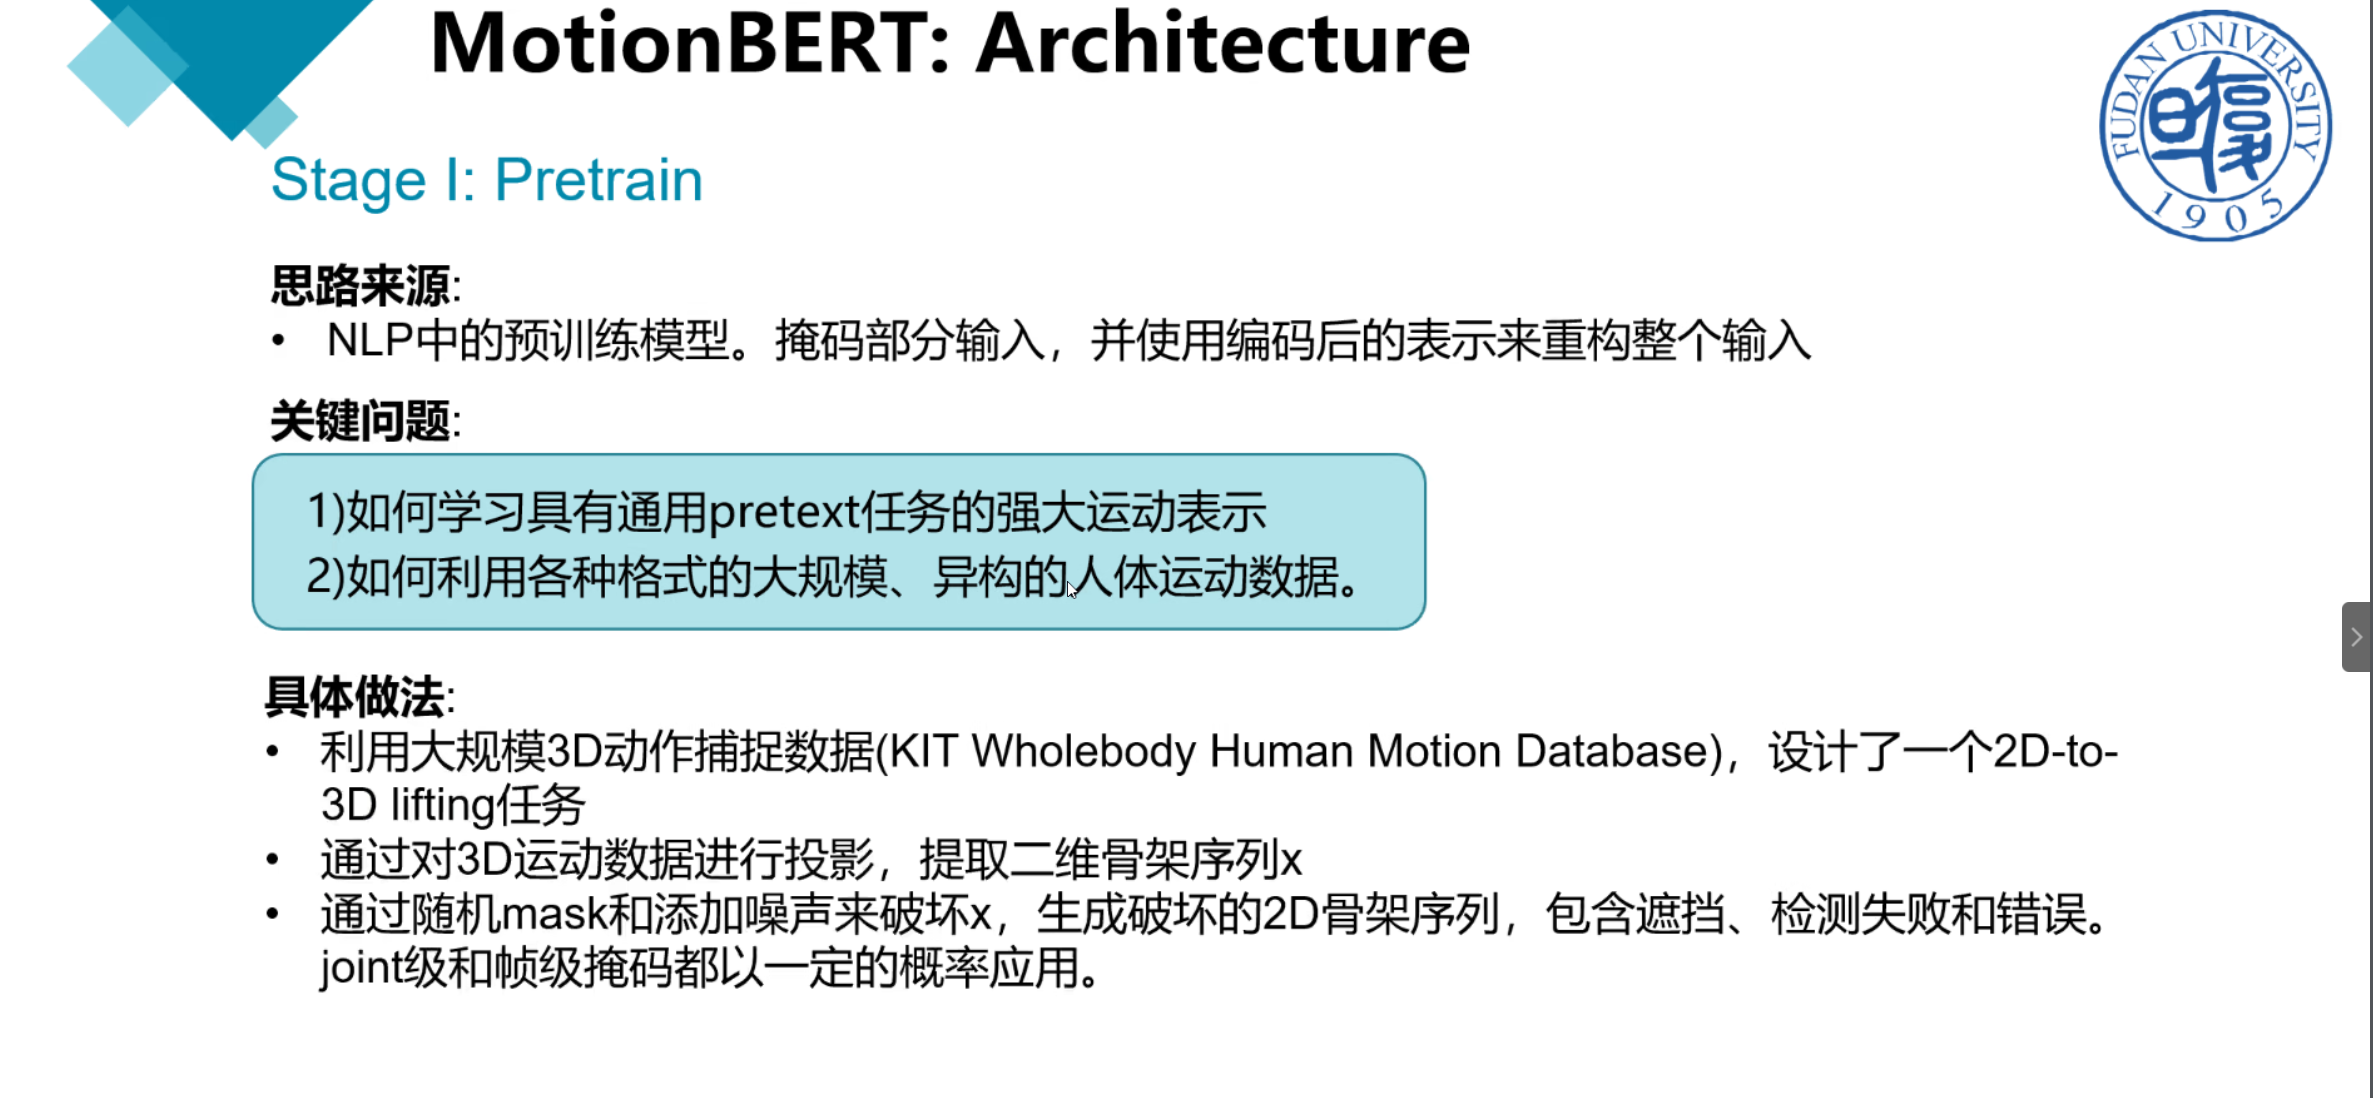 MotionBERT: Architecture
FUDAN UNIVERSITY
1905
Stage I: Pretrain
思路来源:
• NLP中的预训练模型。掩码部分输入，并使用编码后的表示来重构整个输入
关键问题:
1)如何学习具有通用pretext任务的强大运动表示
2)如何利用各种格式的大规模、异构的人体运动数据。
具体做法:
• 利用大规模3D动作捕捉数据(KIT Wholebody Human Motion Database)，设计了一个2D-to-
3D lifting任务
• 通过对3D运动数据进行投影，提取二维骨架序列x
• 通过随机mask和添加噪声来破坏x，生成破坏的2D骨架序列，包含遮挡、检测失败和错误。
joint级和帧级掩码都以一定的概率应用。